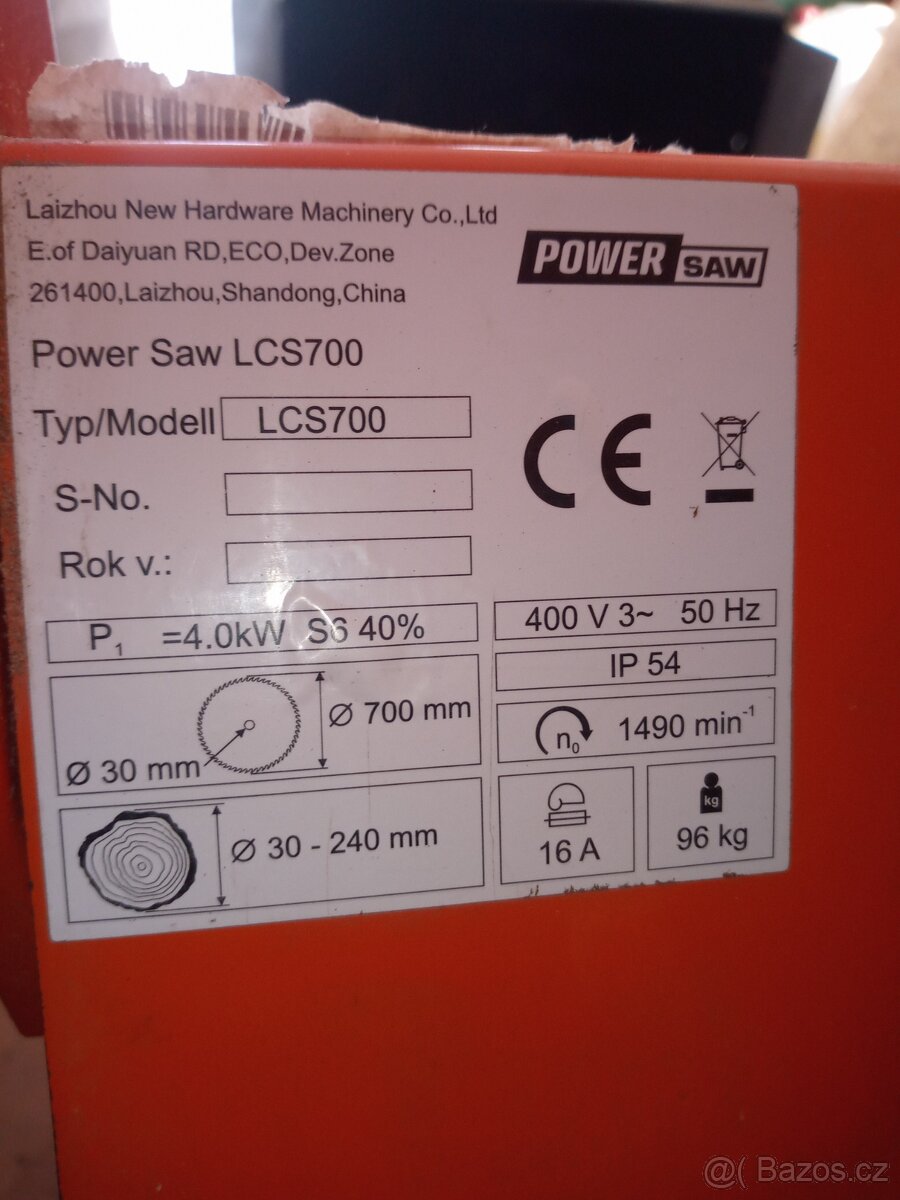 Laizhou New Hardware Machinery Co.,Ltd
E.of Daiyuan RD,ECO,Dev.Zone
261400,Laizhou,Shandong,China
POWER SAW
Power Saw LCS700
Typ/Modell LCS700
S-No.
Rok v.:
P₁ =4.0kW S6 40%
400 V 3~ 50 Hz
IP 54
Ø 700 mm
Ø 30 mm
n₀ 1490 min⁻¹
Ø 30 - 240 mm
16 A
kg
96 kg
@( Bazos.cz